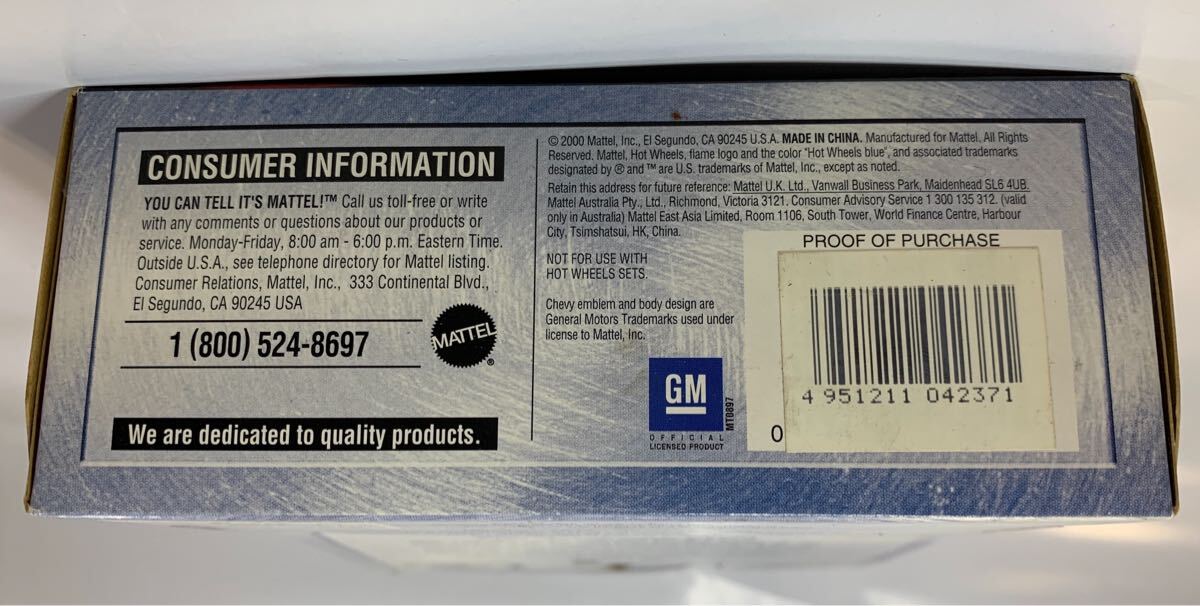 CONSUMER INFORMATION
YOU CAN TELL IT'S MATTEL!™ Call us toll-free or write
with any comments or questions about our products or
service. Monday-Friday, 8:00 am - 6:00 p.m. Eastern Time.
Outside U.S.A., see telephone directory for Mattel listing.
Consumer Relations, Mattel, Inc., 333 Continental Blvd.,
El Segundo, CA 90245 USA
1 (800) 524-8697
MATTEL
®
We are dedicated to quality products.
© 2000 Mattel, Inc., El Segundo, CA 90245 U.S.A. MADE IN CHINA. Manufactured for Mattel. All Rights
Reserved. Mattel, Hot Wheels, flame logo and the color "Hot Wheels blue", and associated trademarks
designated by ® and ™ are U.S. trademarks of Mattel, Inc., except as noted.
Retain this address for future reference: Mattel U.K. Ltd., Vanwall Business Park, Maidenhead SL6 4UB.
Mattel Australia Pty., Ltd., Richmond, Victoria 3121. Consumer Advisory Service 1 300 135 312. (valid
only in Australia) Mattel East Asia Limited, Room 1106, South Tower, World Finance Centre, Harbour
City, Tsimshatsui, HK, China.
NOT FOR USE WITH
HOT WHEELS SETS.
Chevy emblem and body design are
General Motors Trademarks used under
license to Mattel, Inc.
GM
OFFICIAL
LICENSED PRODUCT
MT0897
PROOF OF PURCHASE
4 951211 042371
0